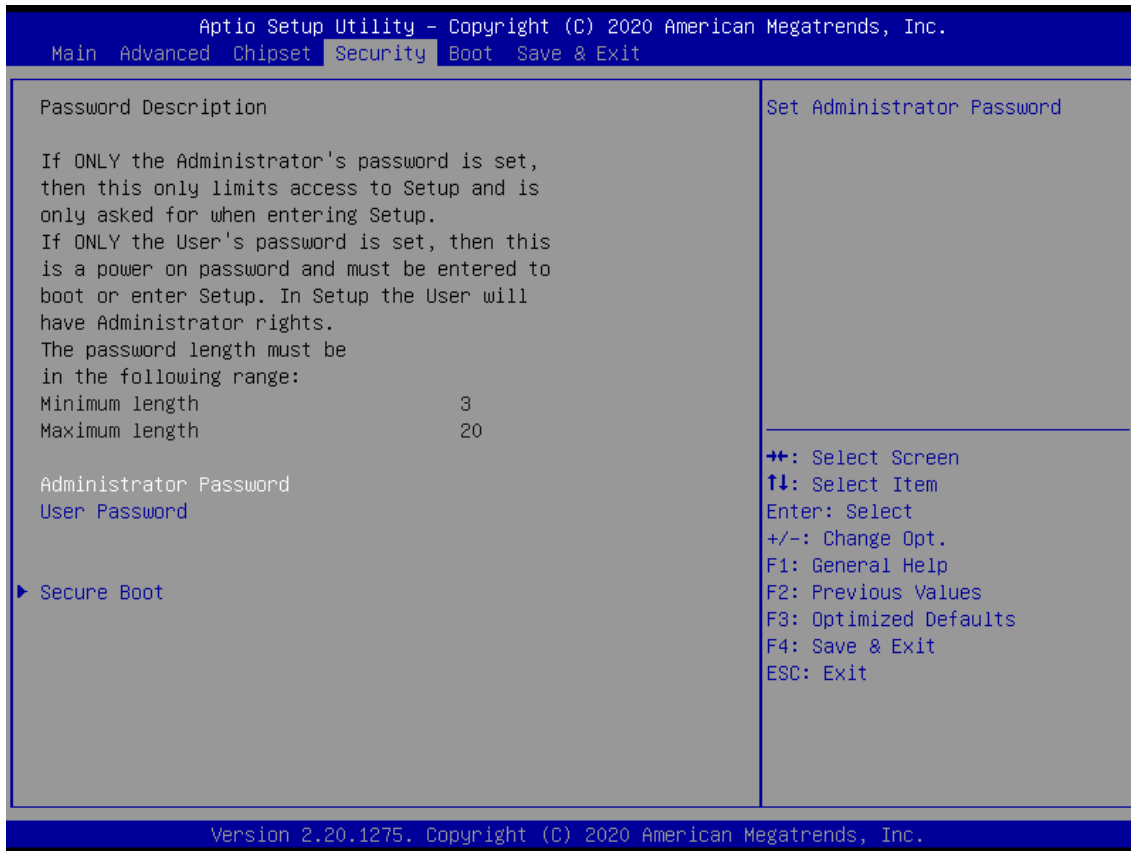 Aptio Setup Utility – Copyright (C) 2020 American Megatrends, Inc.
Main Advanced Chipset Security Boot Save & Exit
Password Description
If ONLY the Administrator's password is set,
then this only limits access to Setup and is
only asked for when entering Setup.
If ONLY the User's password is set, then this
is a power on password and must be entered to
boot or enter Setup. In Setup the User will
have Administrator rights.
The password length must be
in the following range:
Minimum length 3
Maximum length 20
Administrator Password
User Password
Secure Boot
Set Administrator Password
→←: Select Screen
↑↓: Select Item
Enter: Select
+/-: Change Opt.
F1: General Help
F2: Previous Values
F3: Optimized Defaults
F4: Save & Exit
ESC: Exit
Version 2.20.1275. Copyright (C) 2020 American Megatrends, Inc.